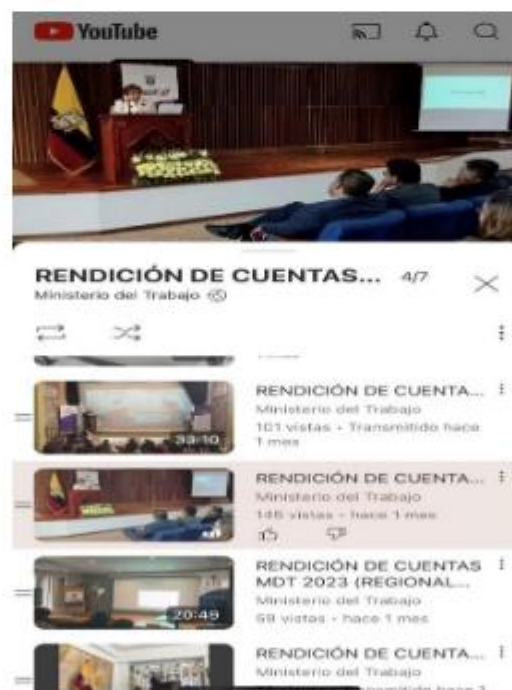 YouTube
RENDICIÓN DE CUENTAS... 4/7
Ministerio del Trabajo
RENDICIÓN DE CUENTA...
Ministerio del Trabajo
101 vistas • Transmitido hace
1 mes
33:10
RENDICIÓN DE CUENTA...
Ministerio del Trabajo
146 vistas • hace 1 mes
RENDICIÓN DE CUENTAS
MDT 2023 (REGIONAL...
Ministerio del Trabajo
59 vistas • hace 1 mes
20:49
RENDICIÓN DE CUENTA...
Ministerio del Trabajo